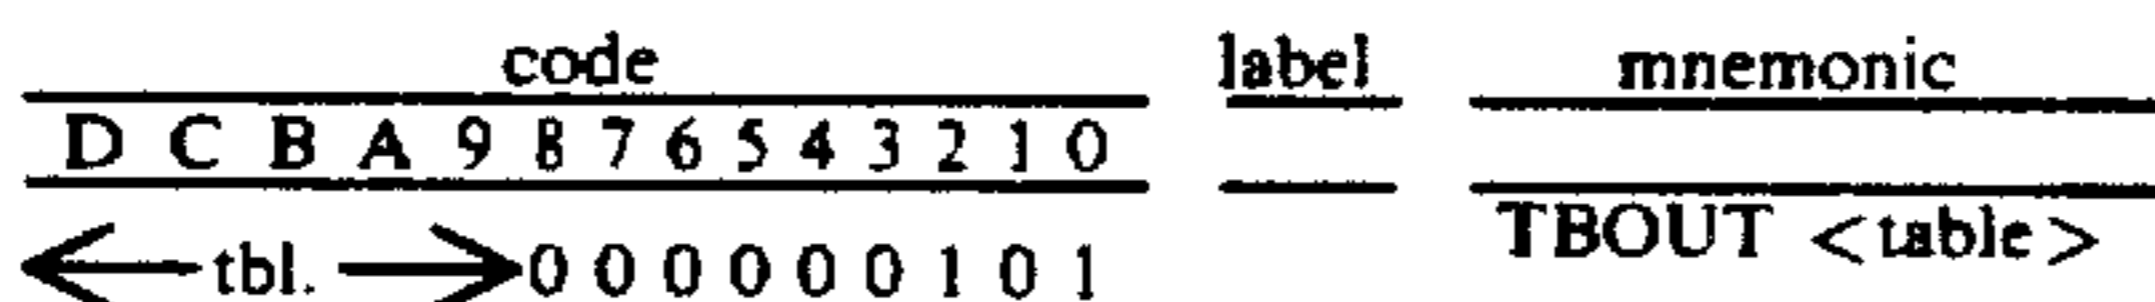 code label mnemonic
D C B A 9 8 7 6 5 4 3 2 1 0
TBOUT <table>
tbl. 0 0 0 0 0 0 1 0 1